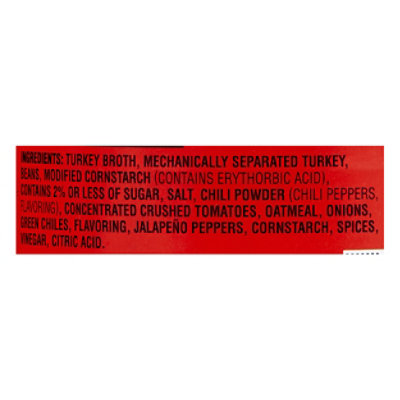 INGREDIENTS: TURKEY BROTH, MECHANICALLY SEPARATED TURKEY,
BEANS, MODIFIED CORNSTARCH (CONTAINS ERYTHORBIC ACID),
CONTAINS 2% OR LESS OF SUGAR, SALT, CHILI POWDER (CHILI PEPPERS,
FLAVORING), CONCENTRATED CRUSHED TOMATOES, OATMEAL, ONIONS,
GREEN CHILES, FLAVORING, JALAPEÑO PEPPERS, CORNSTARCH, SPICES,
VINEGAR, CITRIC ACID.